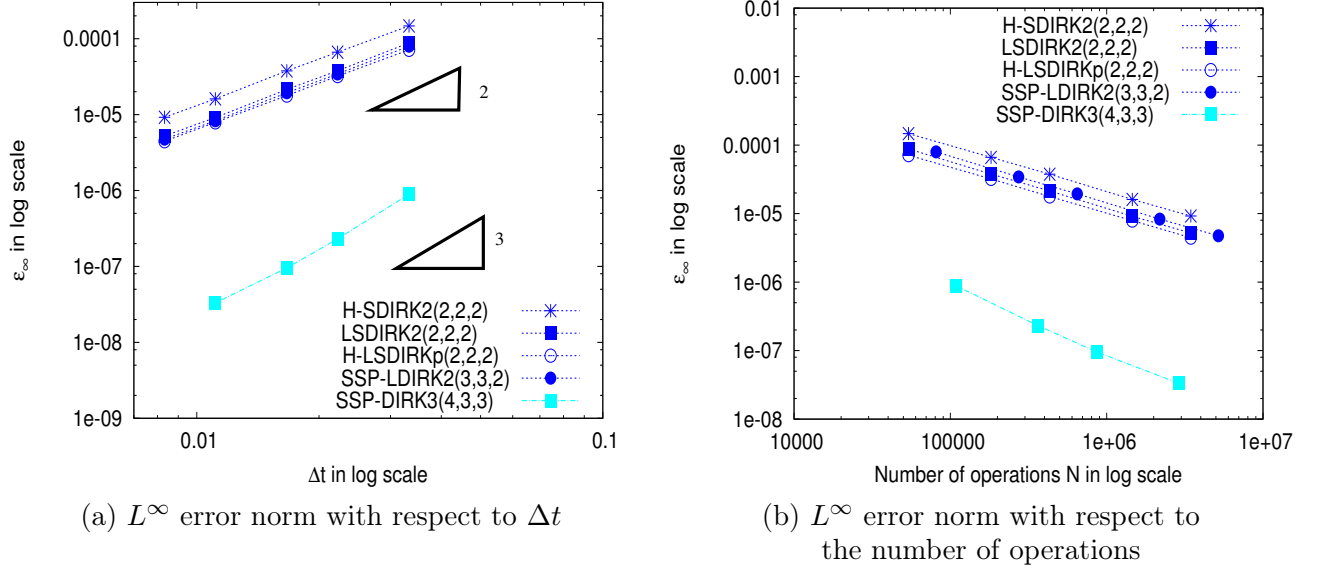 0.0001
1e-05
1e-06
1e-07
1e-08
1e-09
ε∞ in log scale
2
3
H-SDIRK2(2,2,2)
LSDIRK2(2,2,2)
H-LSDIRKp(2,2,2)
SSP-LDIRK2(3,3,2)
SSP-DIRK3(4,3,3)
0.01
0.1
Δt in log scale
(a) L∞ error norm with respect to Δt
0.01
0.001
0.0001
1e-05
1e-06
1e-07
1e-08
ε∞ in log scale
H-SDIRK2(2,2,2)
LSDIRK2(2,2,2)
H-LSDIRKp(2,2,2)
SSP-LDIRK2(3,3,2)
SSP-DIRK3(4,3,3)
10000
100000
1e+06
1e+07
Number of operations N in log scale
(b) L∞ error norm with respect to
the number of operations